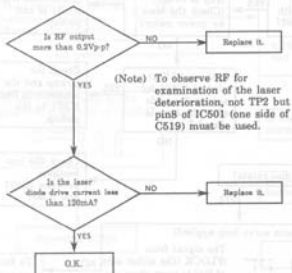 Is RF output
more than 0.2Vp-p?
NO
Replace it.
YES
(Note) To observe RF for
examination of the laser
deterioration, not TP2 but
pin8 of IC501 (one side of
C519) must be used.
Is the laser
diode drive current less
than 120mA?
NO
Replace it.
YES
O.K.